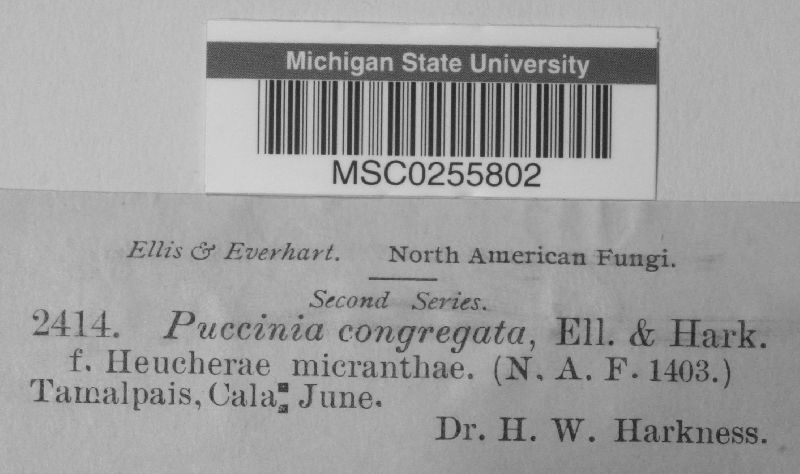 Michigan State University
MSC0255802
Ellis & Everhart. North American Fungi.
Second Series.
2414. Puccinia congregata, Ell. & Hark.
f. Heucherae micranthae. (N. A. F. 1403.)
Tamalpais, Cala; June.
Dr. H. W. Harkness.